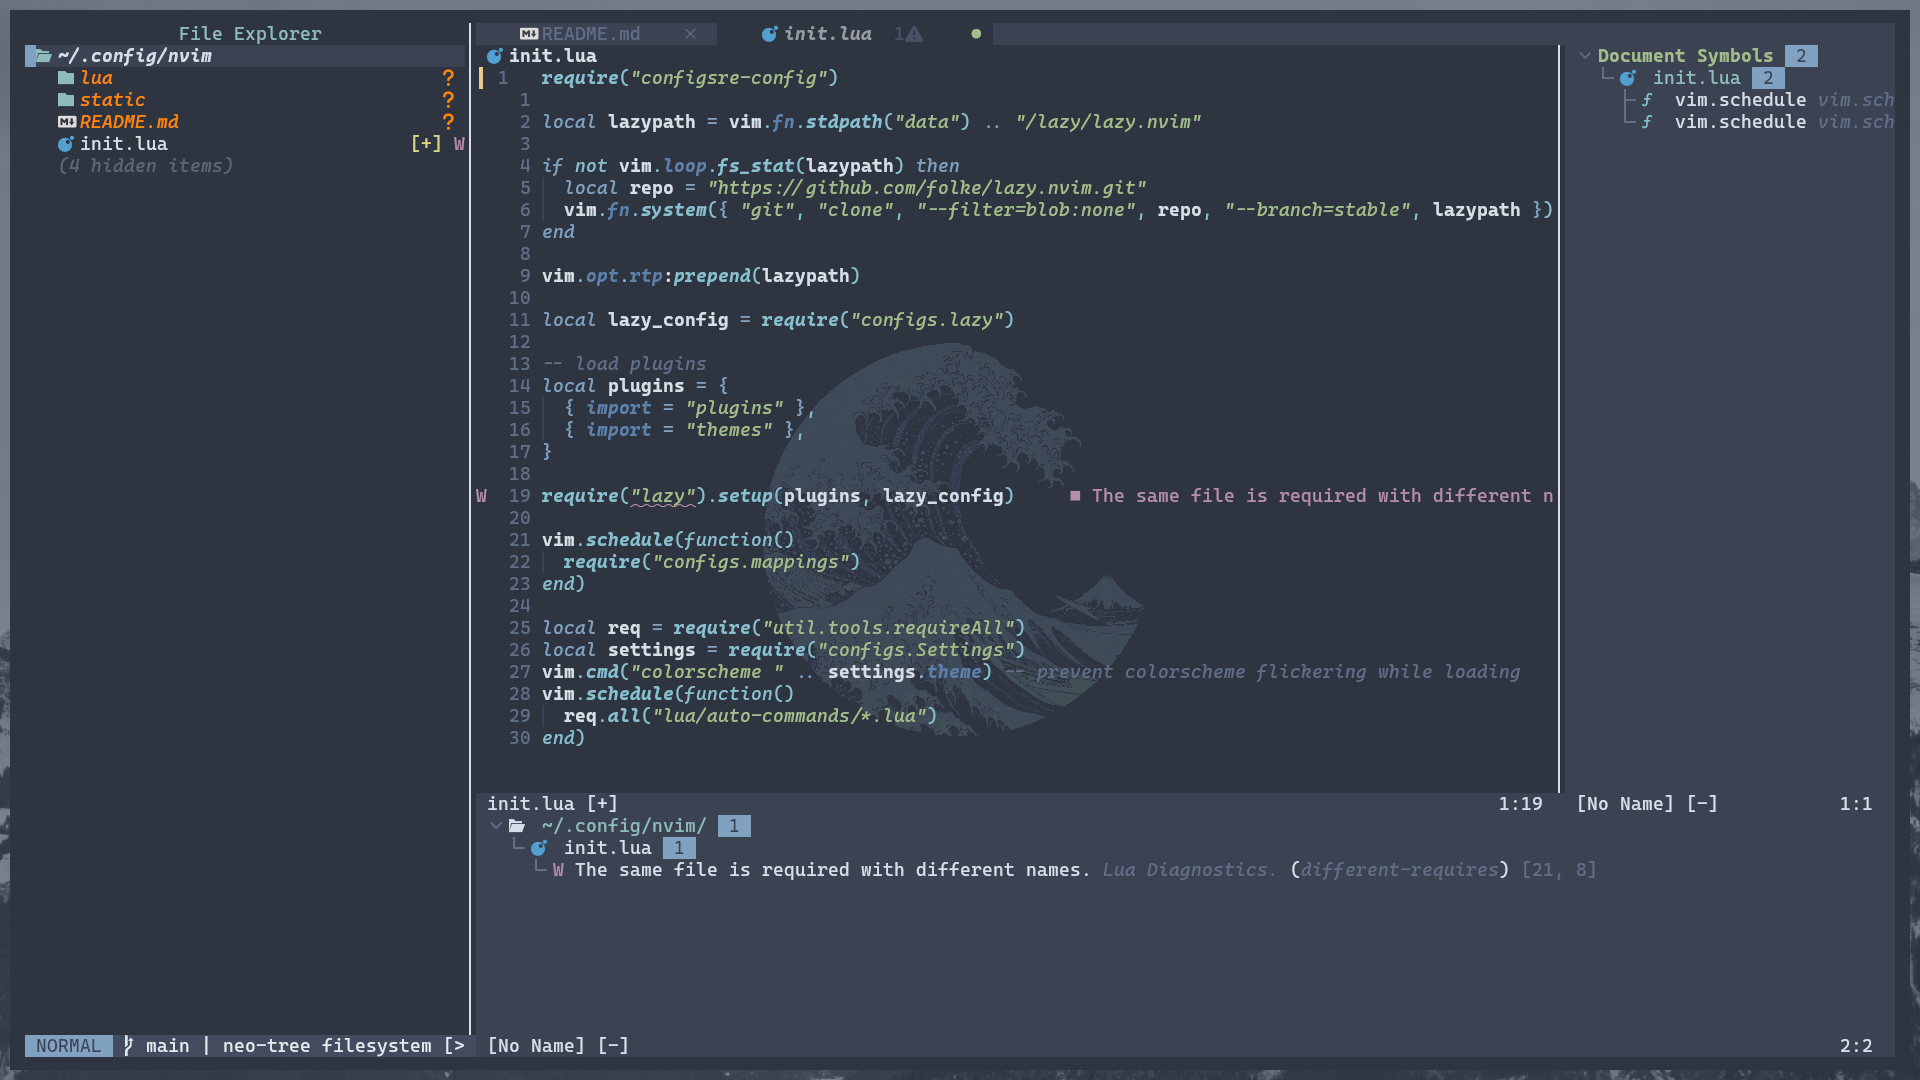 File Explorer
~/.config/nvim
lua ?
static ?
README.md ?
init.lua [+] W
(4 hidden items)
README.md ×
init.lua 1
init.lua
1 require("configsre-config")
1
2 local lazypath = vim.fn.stdpath("data") .. "/lazy/lazy.nvim"
3
4 if not vim.loop.fs_stat(lazypath) then
5 local repo = "https://github.com/folke/lazy.nvim.git"
6 vim.fn.system({ "git", "clone", "--filter=blob:none", repo, "--branch=stable", lazypath })
7 end
8
9 vim.opt.rtp:prepend(lazypath)
10
11 local lazy_config = require("configs.lazy")
12
13 -- load plugins
14 local plugins = {
15 { import = "plugins" },
16 { import = "themes" },
17 }
18
W 19 require("lazy").setup(plugins, lazy_config) ■ The same file is required with different n
20
21 vim.schedule(function()
22 require("configs.mappings")
23 end)
24
25 local req = require("util.tools.requireAll")
26 local settings = require("configs.Settings")
27 vim.cmd("colorscheme " .. settings.theme) -- prevent colorscheme flickering while loading
28 vim.schedule(function()
29 req.all("lua/auto-commands/*.lua")
30 end)
Document Symbols 2
init.lua 2
ƒ vim.schedule vim.sch
ƒ vim.schedule vim.sch
init.lua [+] 1:19
[No Name] [-] 1:1
~/.config/nvim/ 1
init.lua 1
W The same file is required with different names. Lua Diagnostics. (different-requires) [21, 8]
NORMAL main | neo-tree filesystem [>
[No Name] [-] 2:2